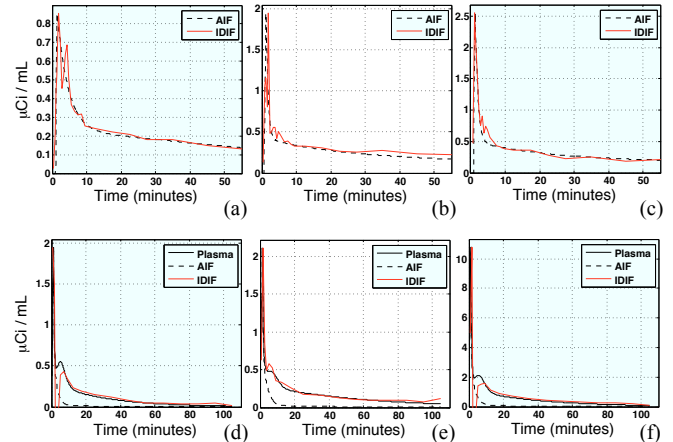 AIF
IDIF
0.8
0.7
0.6
0.5
0.4
0.3
0.2
0.1
0 10 20 30 40 50
μCi / mL
Time (minutes)
(a)
AIF
IDIF
2
1.5
1
0.5
0
0 10 20 30 40 50
Time (minutes)
(b)
AIF
IDIF
2.5
2
1.5
1
0.5
0
0 10 20 30 40 50
Time (minutes)
(c)
Plasma
AIF
IDIF
2
1.5
1
0.5
0
0 20 40 60 80 100
μCi / mL
Time (minutes)
(d)
Plasma
AIF
IDIF
2
1.5
1
0.5
0
0 20 40 60 80 100
Time (minutes)
(e)
Plasma
AIF
IDIF
10
8
6
4
2
0
0 20 40 60 80 100
Time (minutes)
(f)